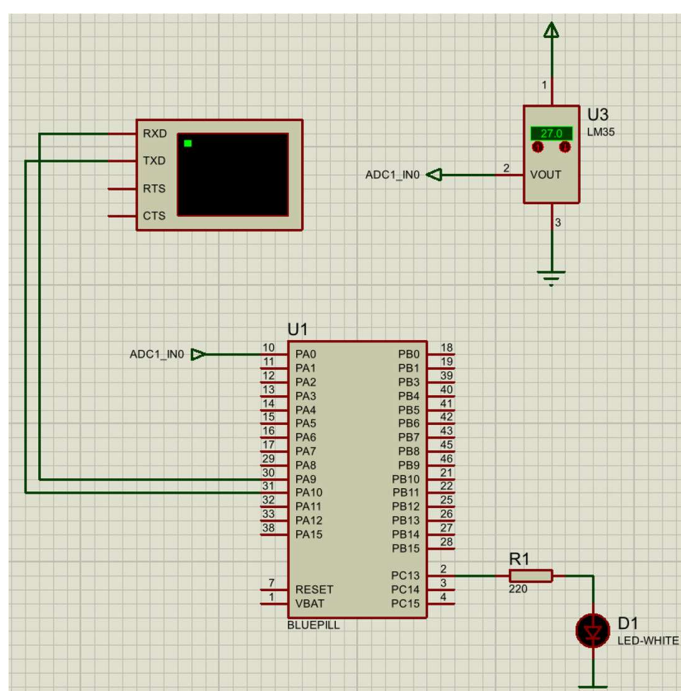 1
U3
LM35
27.0
2
VOUT
3
ADC1_IN0
RXD
TXD
RTS
CTS
U1
ADC1_IN0
10 PA0 PB0 18
11 PA1 PB1 19
12 PA2 PB3 39
13 PA3 PB4 40
14 PA4 PB5 41
15 PA5 PB6 42
16 PA6 PB7 43
17 PA7 PB8 45
29 PA8 PB9 46
30 PA9 PB10 21
31 PA10 PB11 22
32 PA11 PB12 25
33 PA12 PB13 26
38 PA15 PB14 27
PB15 28
PC13 2
7 RESET PC14 3
1 VBAT PC15 4
BLUEPILL
R1
220
D1
LED-WHITE